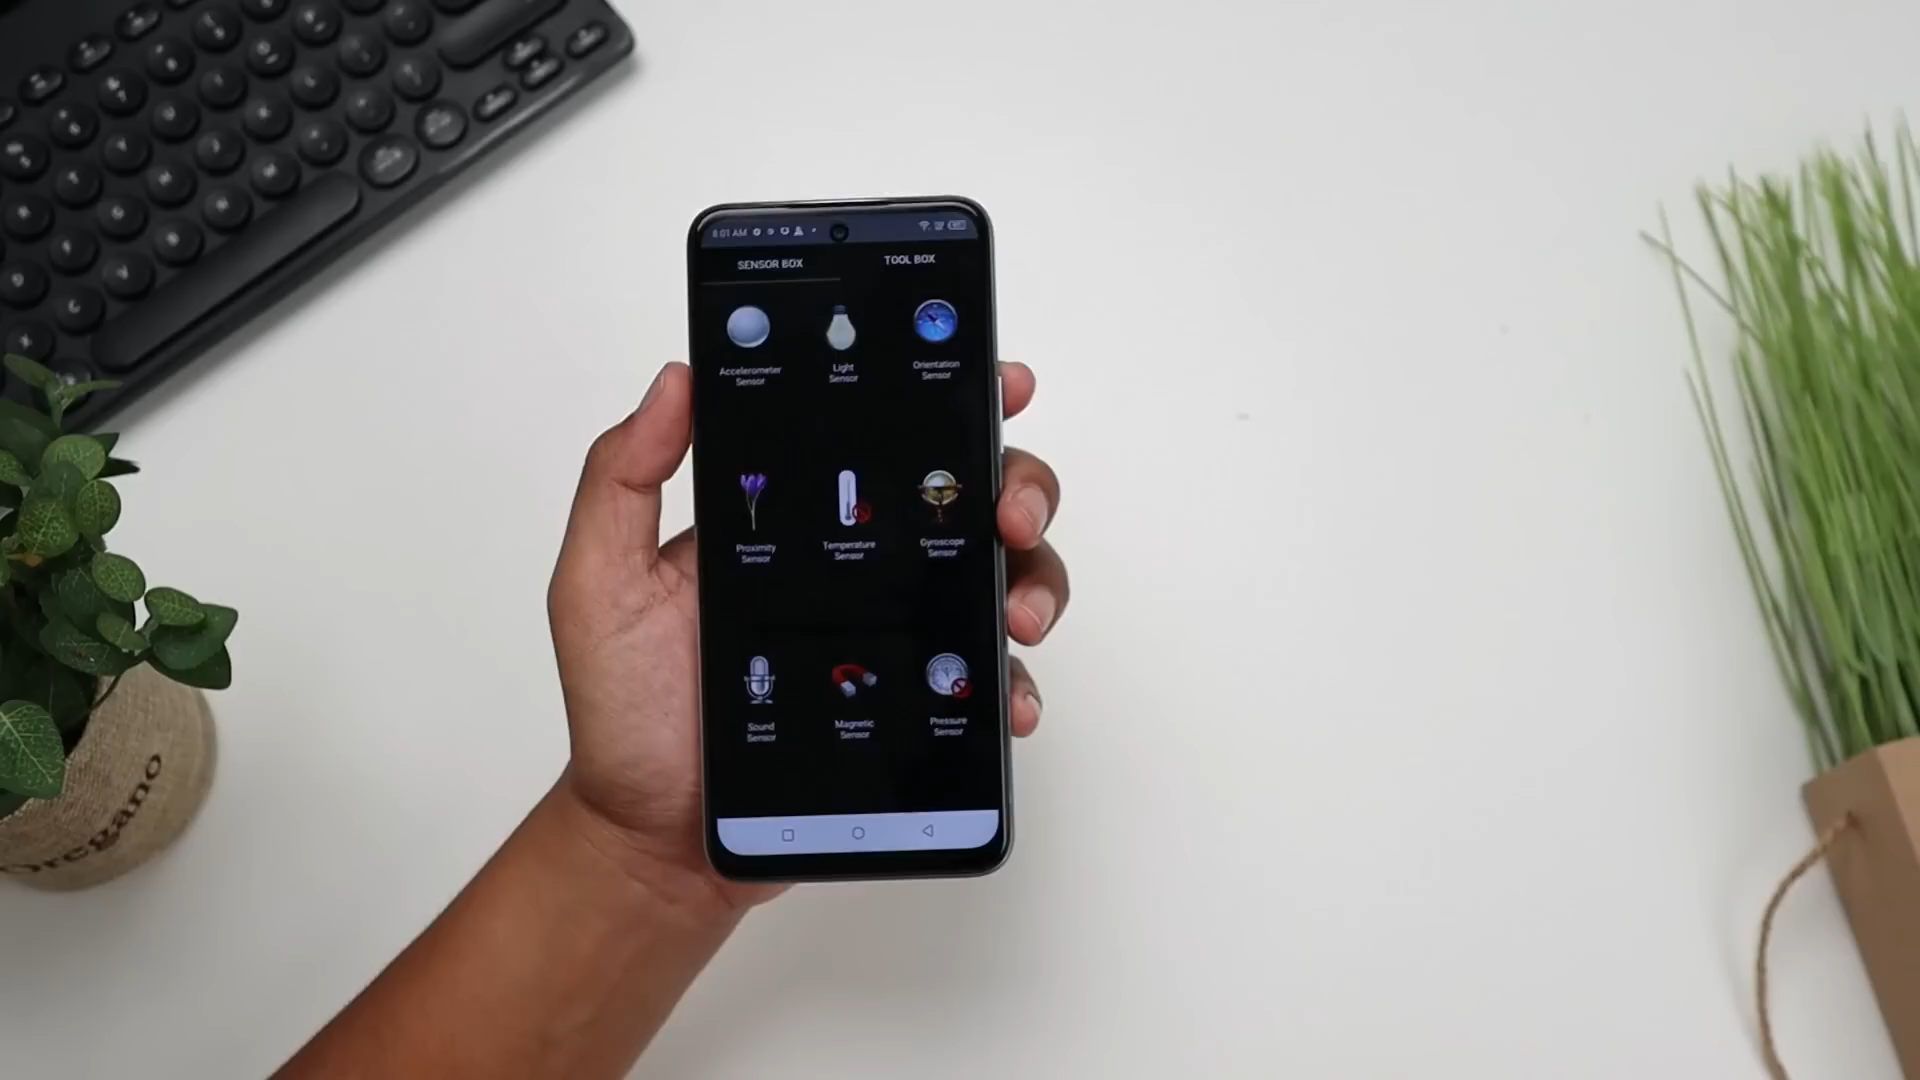 8:01 AM
SENSOR BOX
TOOL BOX
Accelerometer
Sensor
Light
Sensor
Orientation
Sensor
Proximity
Sensor
Temperature
Sensor
Gyroscope
Sensor
Sound
Sensor
Magnetic
Sensor
Pressure
Sensor
Oregano